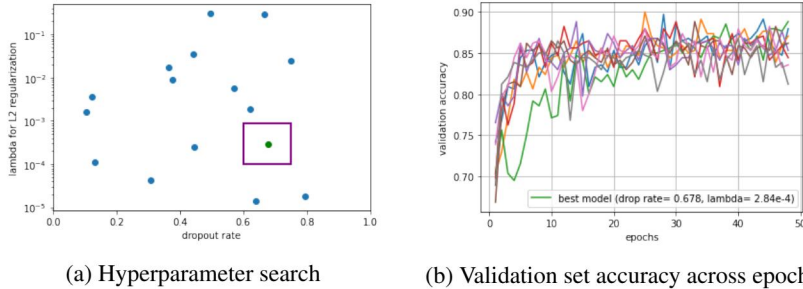 10⁻¹
10⁻²
10⁻³
10⁻⁴
10⁻⁵
lambda for L2 regularization
0.0 0.2 0.4 0.6 0.8 1.0
dropout rate
(a) Hyperparameter search
0.90
0.85
0.80
0.75
0.70
validation accuracy
best model (drop rate= 0.678, lambda= 2.84e-4)
0 10 20 30 40 50
epochs
(b) Validation set accuracy across epoch